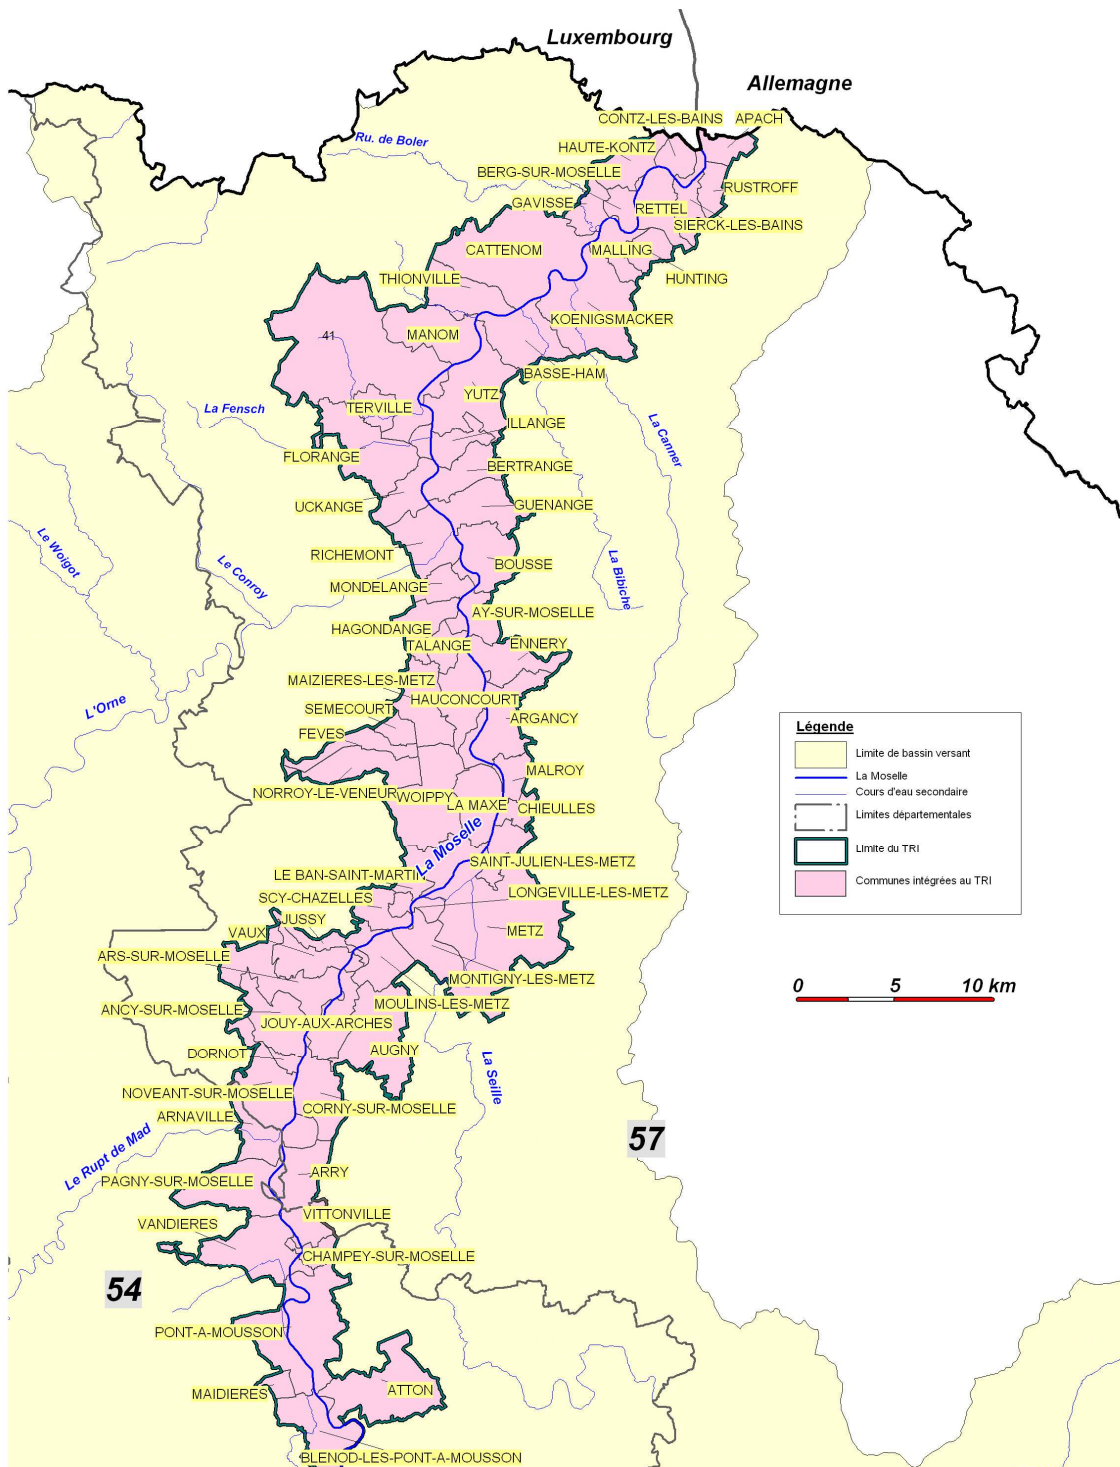 Luxembourg
Allemagne
CONTZ-LES-BAINS
APACH
Ru. de Boler
HAUTE-KONTZ
BERG-SUR-MOSELLE
RUSTROFF
GAVISSE
RETTEL
SIERCK-LES-BAINS
CATTENOM
MALLING
THIONVILLE
HUNTING
KOENIGSMACKER
41
MANOM
BASSE-HAM
YUTZ
La Fensch
TERVILLE
La Canner
ILLANGE
FLORANGE
BERTRANGE
UCKANGE
GUENANGE
Le Woigot
RICHEMONT
BOUSSE
Le Conroy
La Bibiche
MONDELANGE
AY-SUR-MOSELLE
HAGONDANGE
TALANGE
ENNERY
MAIZIERES-LES-METZ
HAUCONCOURT
L'Orne
SEMECOURT
ARGANCY
FEVES
Légende
Limite de bassin versant
La Moselle
Cours d'eau secondaire
Limites départementales
LImite du TRI
Communes intégrées au TRI
MALROY
NORROY-LE-VENEUR
WOIPPY
LA MAXE
CHIEULLES
La Moselle
SAINT-JULIEN-LES-METZ
LE BAN-SAINT-MARTIN
LONGEVILLE-LES-METZ
SCY-CHAZELLES
JUSSY
VAUX
METZ
ARS-SUR-MOSELLE
MONTIGNY-LES-METZ
0 5 10 km
MOULINS-LES-METZ
ANCY-SUR-MOSELLE
JOUY-AUX-ARCHES
DORNOT
AUGNY
La Seille
NOVEANT-SUR-MOSELLE
CORNY-SUR-MOSELLE
ARNAVILLE
57
Le Rupt de Mad
ARRY
PAGNY-SUR-MOSELLE
VITTONVILLE
VANDIERES
CHAMPEY-SUR-MOSELLE
54
PONT-A-MOUSSON
MAIDIERES
ATTON
BLENOD-LES-PONT-A-MOUSSON